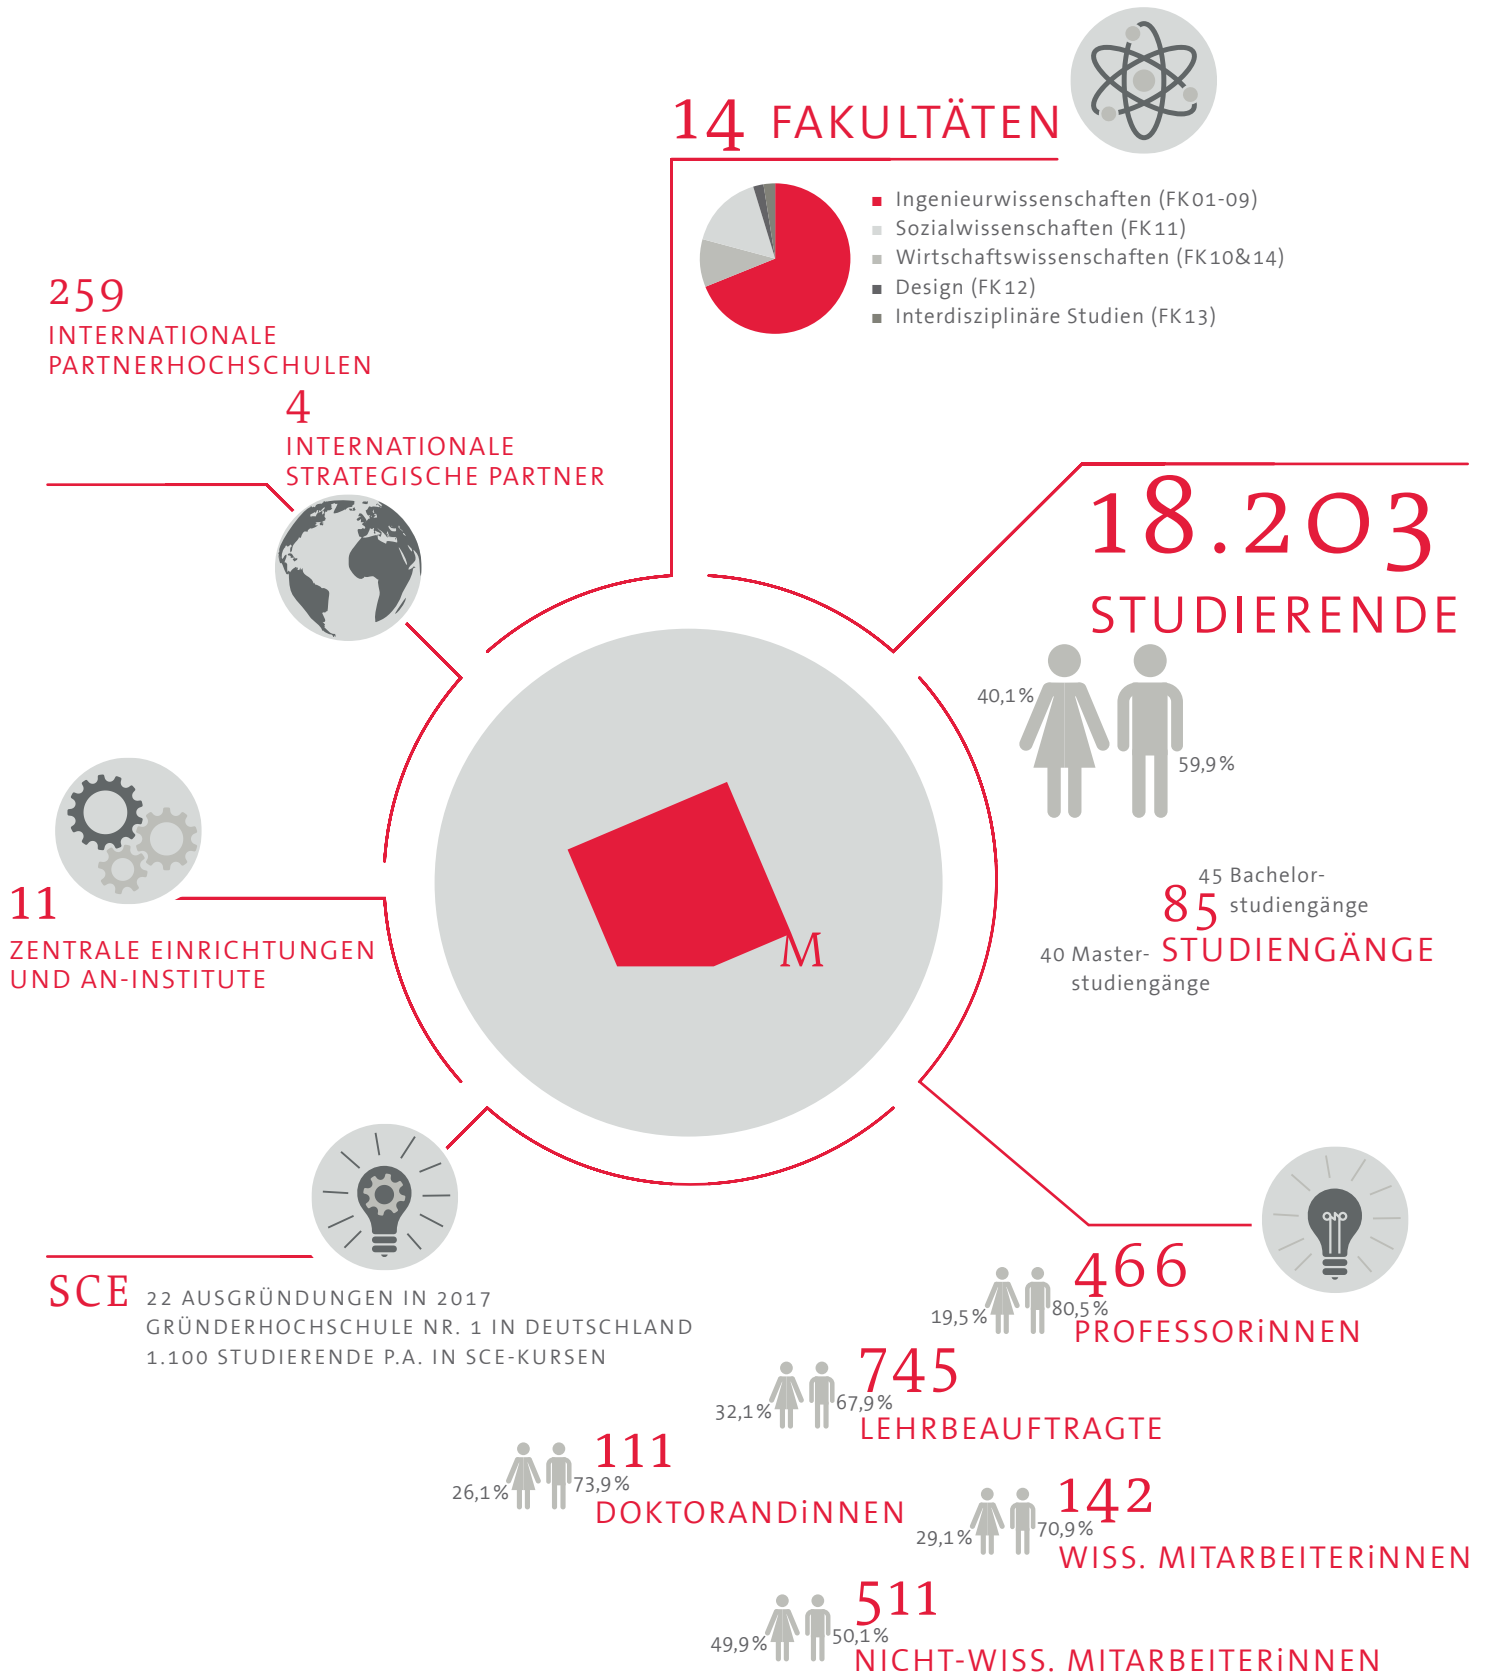 14 FAKULTÄTEN
Ingenieurwissenschaften (FK01-09)
Sozialwissenschaften (FK11)
Wirtschaftswissenschaften (FK10&14)
Design (FK12)
Interdisziplinäre Studien (FK13)
259
INTERNATIONALE
PARTNERHOCHSCHULEN
4
INTERNATIONALE
STRATEGISCHE PARTNER
18.203
STUDIERENDE
40,1%
59,9%
45 Bachelor-
studiengänge
85
STUDIENGÄNGE
40 Master-
studiengänge
M
11
ZENTRALE EINRICHTUNGEN
UND AN-INSTITUTE
SCE
22 AUSGRÜNDUNGEN IN 2017
GRÜNDERHOCHSCHULE NR. 1 IN DEUTSCHLAND
1.100 STUDIERENDE P.A. IN SCE-KURSEN
466
19,5%
80,5%
PROFESSORiNNEN
745
32,1%
67,9%
LEHRBEAUFTRAGTE
111
26,1%
73,9%
DOKTORANDiNNEN
142
29,1%
70,9%
WISS. MITARBEITERiNNEN
511
49,9%
50,1%
NICHT-WISS. MITARBEITERiNNEN